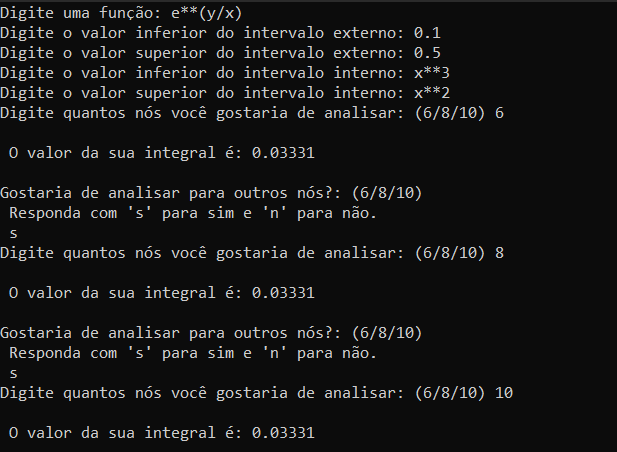 Digite uma função: e**(y/x)
Digite o valor inferior do intervalo externo: 0.1
Digite o valor superior do intervalo externo: 0.5
Digite o valor inferior do intervalo interno: x**3
Digite o valor superior do intervalo interno: x**2
Digite quantos nós você gostaria de analisar: (6/8/10) 6
O valor da sua integral é: 0.03331
Gostaria de analisar para outros nós?: (6/8/10)
Responda com 's' para sim e 'n' para não.
s
Digite quantos nós você gostaria de analisar: (6/8/10) 8
O valor da sua integral é: 0.03331
Gostaria de analisar para outros nós?: (6/8/10)
Responda com 's' para sim e 'n' para não.
s
Digite quantos nós você gostaria de analisar: (6/8/10) 10
O valor da sua integral é: 0.03331